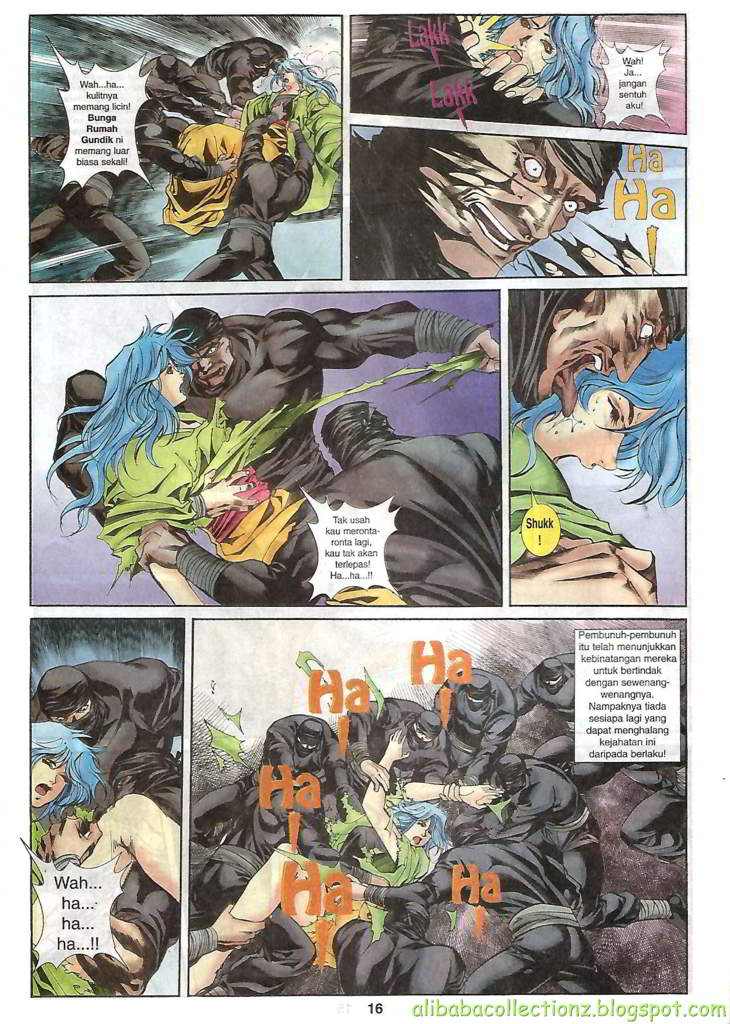 Wah...ha...
kulitnya
memang licin!
Bunga
Rumah
Gundik ni
memang luar
biasa sekali!
Lakk
!
Lakk
!
Wah!
Ja...
jangan
sentuh
aku!
Ha
Ha
!
Tak usah
kau meronta-
ronta lagi,
kau tak akan
terlepas!
Ha...ha...!!
Shukk
!
Wah...
ha...
ha...
ha...!!
Ha
!
Ha
!
Ha
!
Ha
!
Ha
!
Pembunuh-pembunuh
itu telah menunjukkan
kebinatangan mereka
untuk bertindak
dengan sewenang-
wenangnya.
Nampaknya tiada
sesiapa lagi yang
dapat menghalang
kejahatan ini
daripada berlaku!
16
alibabacollectionz.blogspot.com